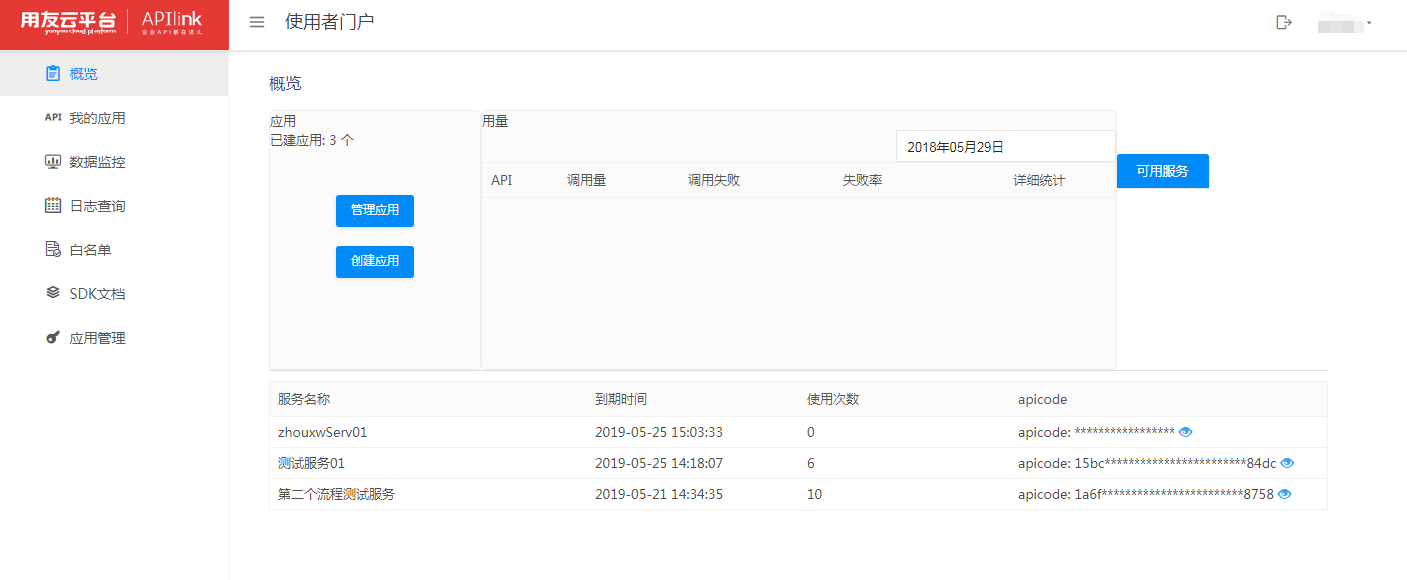 用友云平台 APIlink 使用者门户
yonyou cloud platform 企业API都在这儿
概览
API 我的应用
数据监控
日志查询
白名单
SDK文档
应用管理
概览
应用
已建应用: 3 个
管理应用
创建应用
用量
2018年05月29日
API 调用量 调用失败 失败率 详细统计
可用服务
服务名称 到期时间 使用次数 apicode
zhouxwServ01 2019-05-25 15:03:33 0 apicode: *****************
测试服务01 2019-05-25 14:18:07 6 apicode: 15bc************************84dc
第二个流程测试服务 2019-05-21 14:34:35 10 apicode: 1a6f************************8758